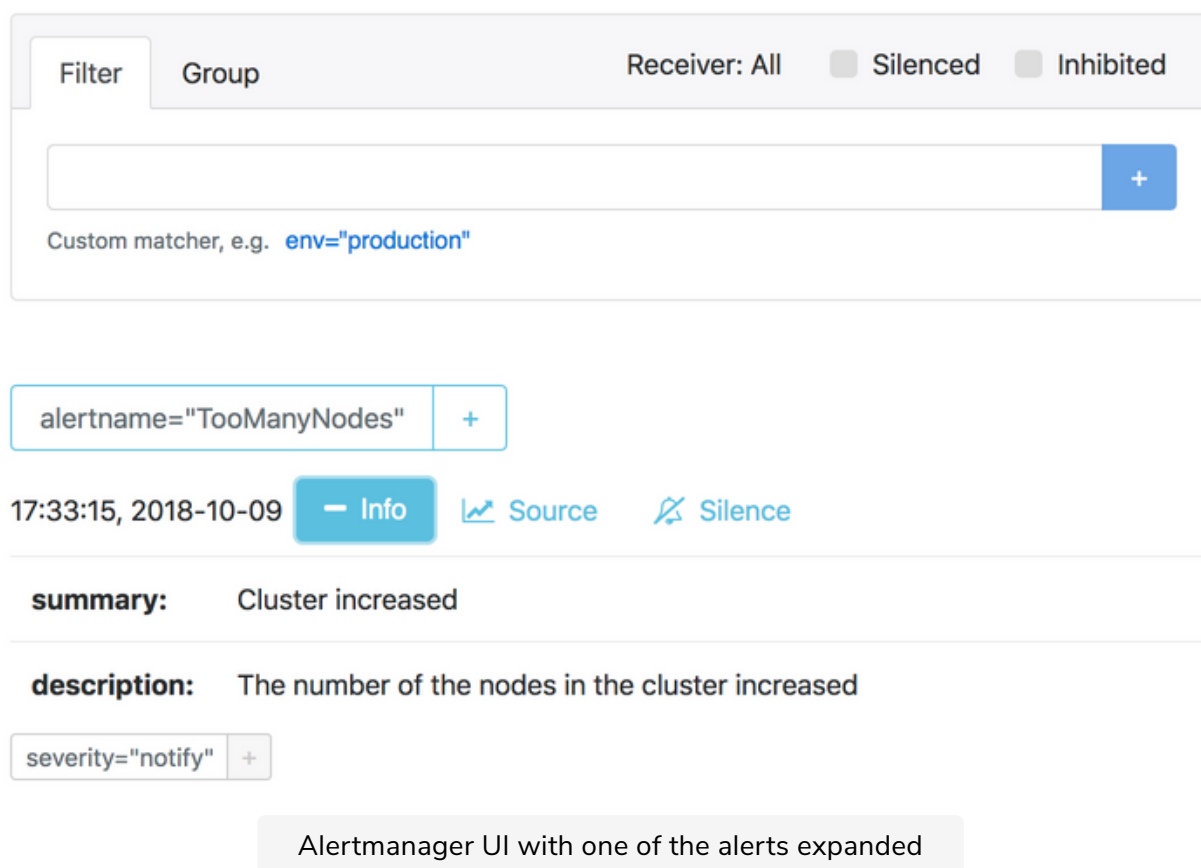 Filter Group Receiver: All Silenced Inhibited
+
Custom matcher, e.g. env="production"
alertname="TooManyNodes" +
17:33:15, 2018-10-09 − Info Source Silence
summary: Cluster increased
description: The number of the nodes in the cluster increased
severity="notify" +
Alertmanager UI with one of the alerts expanded